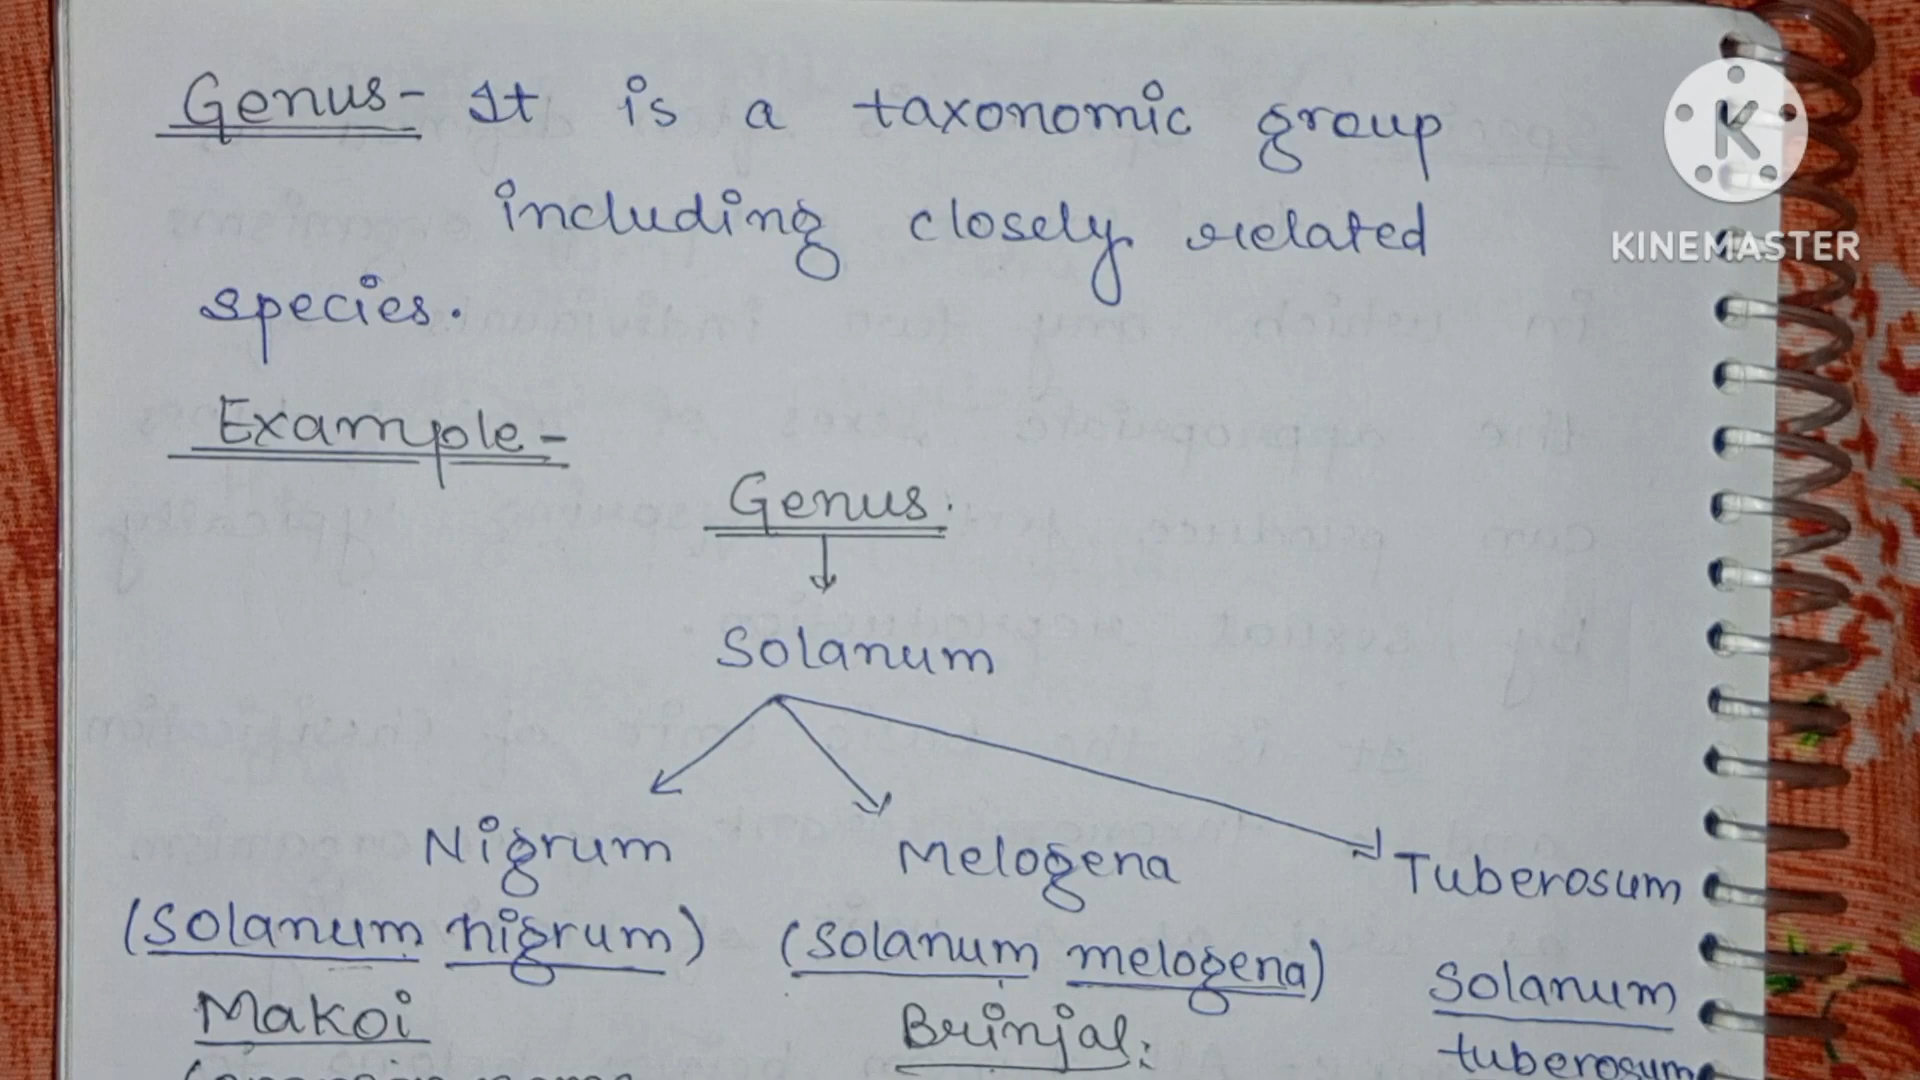 Genus- It is a taxonomic group
including closely related
species.
Example-
Genus.
Solanum
Nigrum Melogena Tuberosum
(Solanum nigrum) (Solanum melogena) Solanum
Makoi Brinjal: tuberosum
KINEMASTER